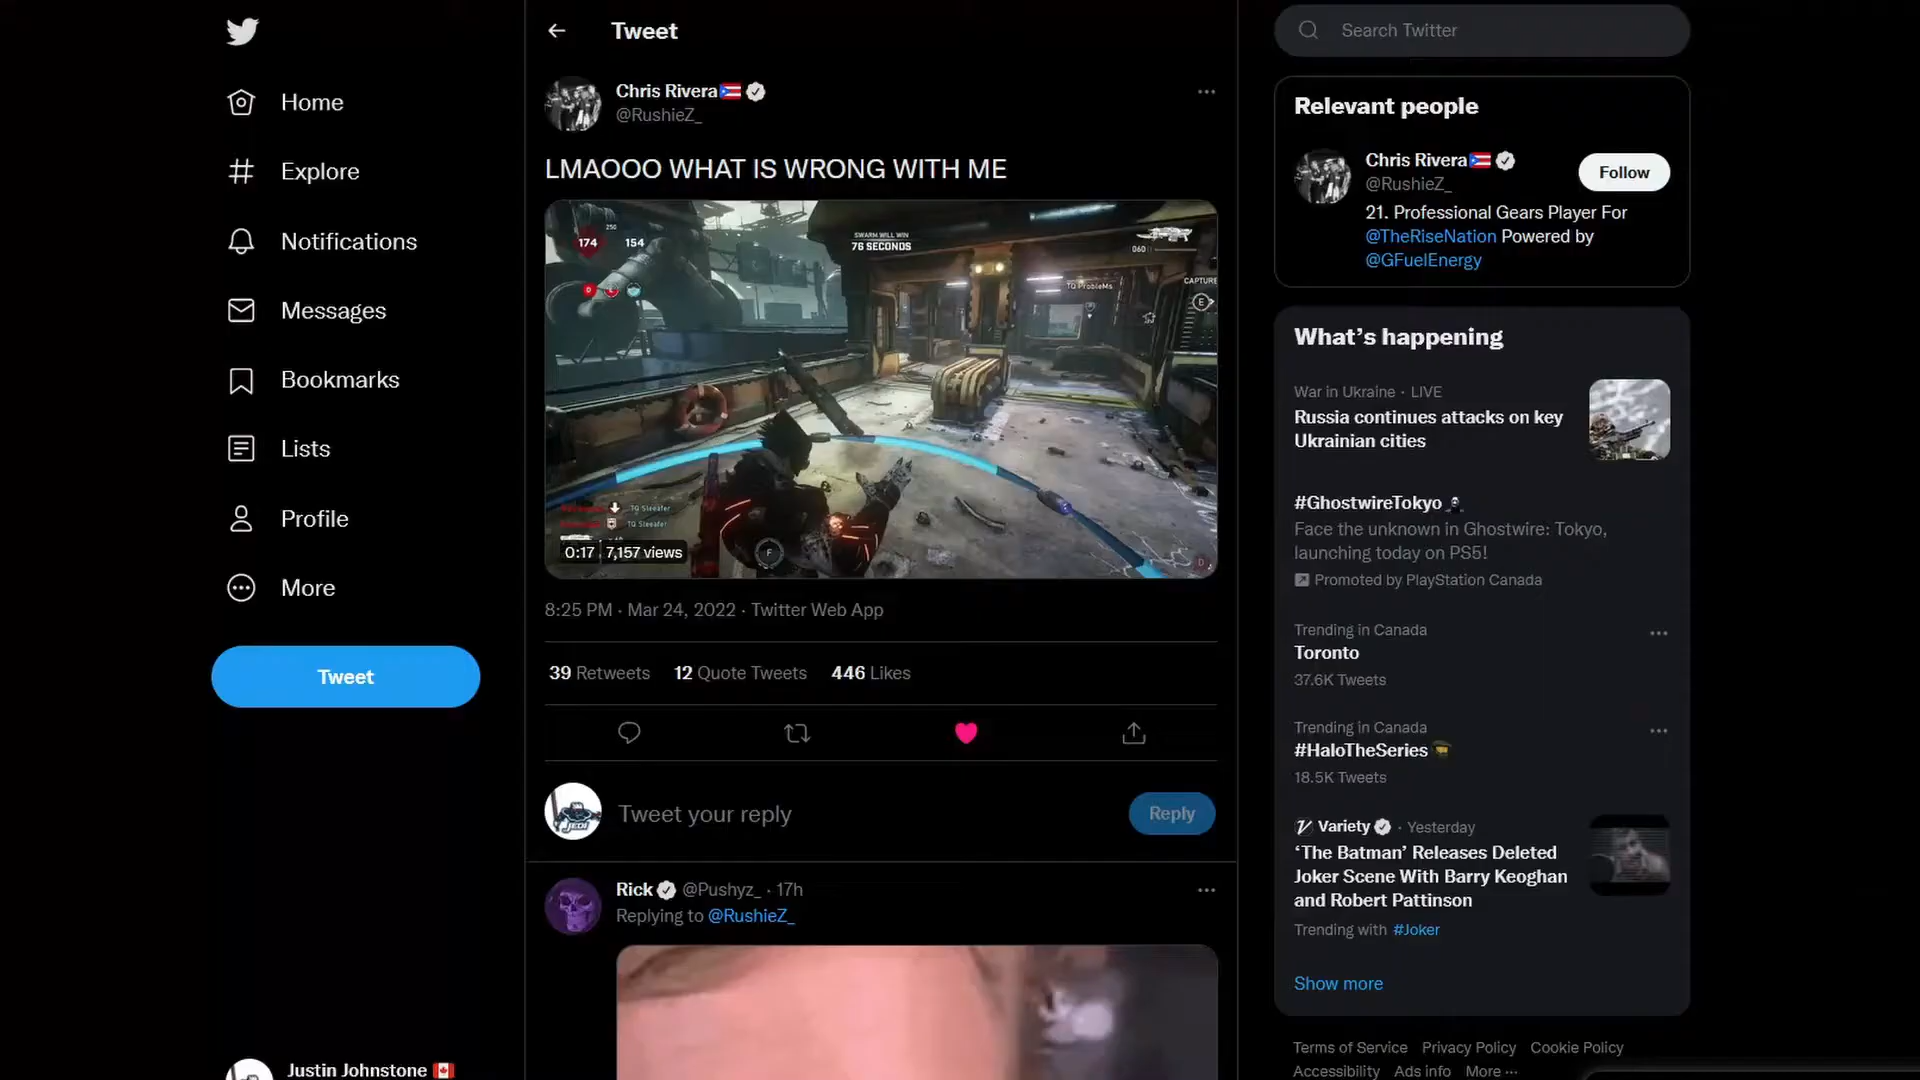 Home
Explore
Notifications
Messages
Bookmarks
Lists
Profile
More
Tweet
Justin Johnstone
Tweet
Chris Rivera
@RushieZ_
LMAOOO WHAT IS WRONG WITH ME
250
174 154
SWARM WILL WIN
76 SECONDS
060
TQ ProbleMs
CAPTURE
E
TQ Sleeafer
TQ Sleeafer
0:17 7,157 views
F
8:25 PM · Mar 24, 2022 · Twitter Web App
39 Retweets 12 Quote Tweets 446 Likes
Tweet your reply
Reply
Rick @Pushyz_ · 17h
Replying to @RushieZ_
Search Twitter
Relevant people
Chris Rivera
@RushieZ_
Follow
21. Professional Gears Player For
@TheRiseNation Powered by
@GFuelEnergy
What's happening
War in Ukraine · LIVE
Russia continues attacks on key
Ukrainian cities
#GhostwireTokyo
Face the unknown in Ghostwire: Tokyo,
launching today on PS5!
Promoted by PlayStation Canada
Trending in Canada
Toronto
37.6K Tweets
Trending in Canada
#HaloTheSeries
18.5K Tweets
Variety · Yesterday
‘The Batman’ Releases Deleted
Joker Scene With Barry Keoghan
and Robert Pattinson
Trending with #Joker
Show more
Terms of Service Privacy Policy Cookie Policy
Accessibility Ads info More ···